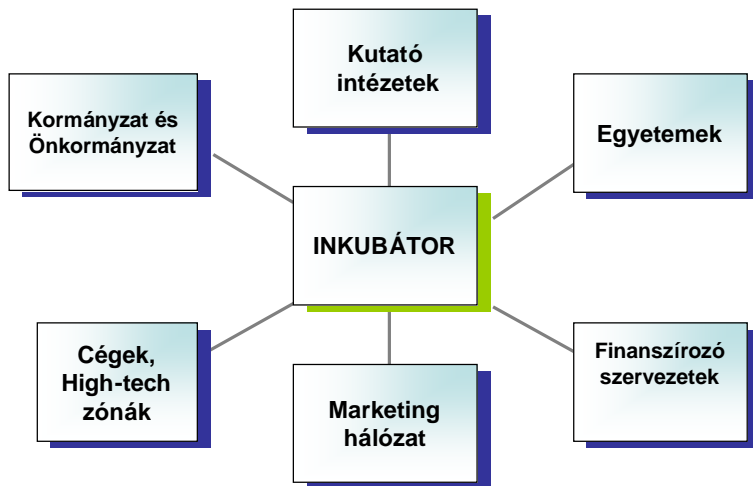 Kutató
intézetek
Kormányzat és
Önkormányzat
Egyetemek
INKUBÁTOR
Cégek,
High-tech
zónák
Marketing
hálózat
Finanszírozó
szervezetek